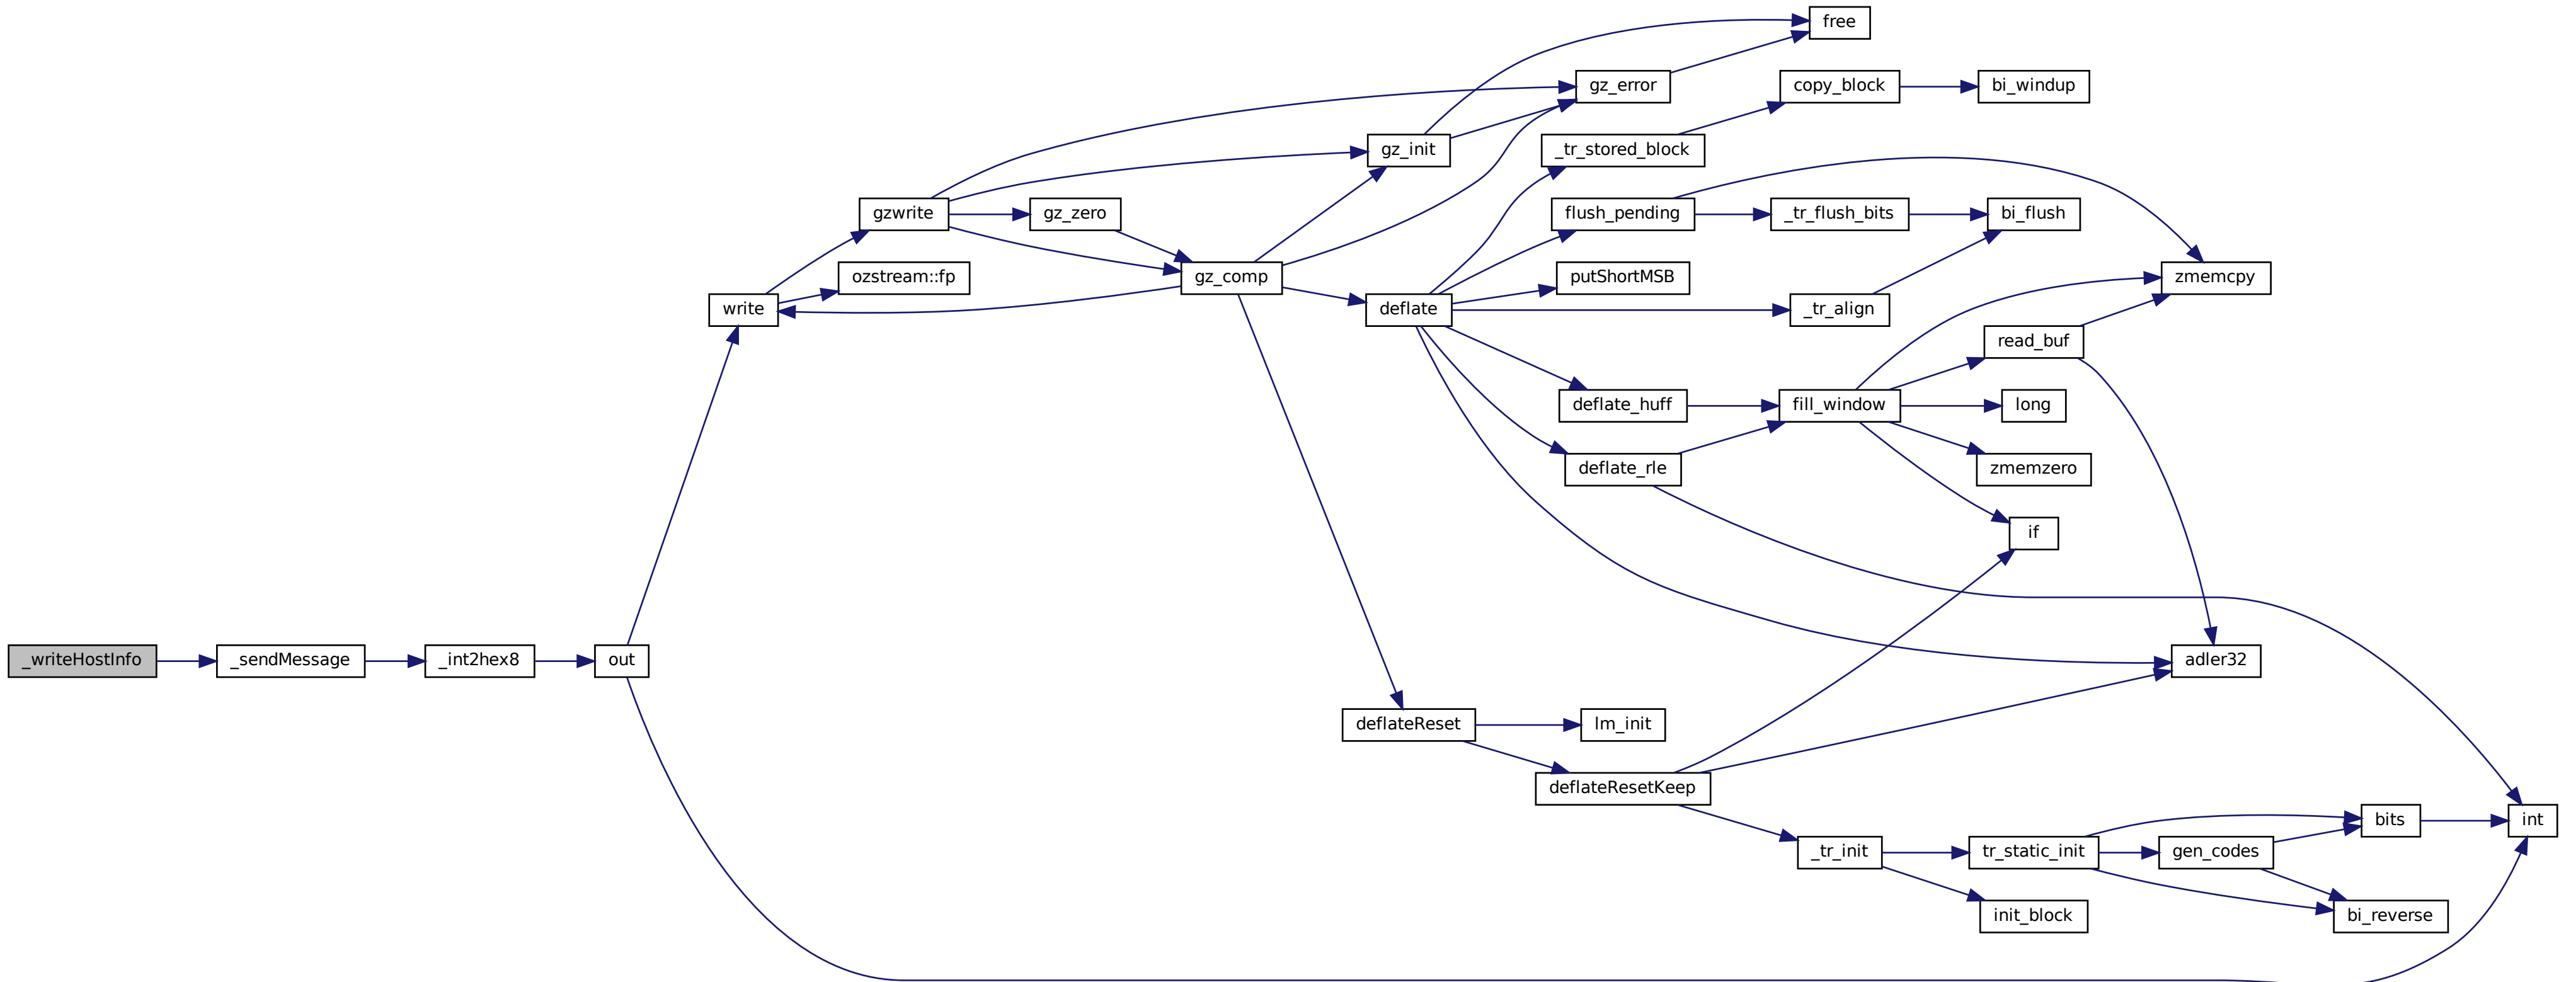 free
gz_error
copy_block
bi_windup
gz_init
_tr_stored_block
gzwrite
gz_zero
flush_pending
_tr_flush_bits
bi_flush
ozstream::fp
gz_comp
putShortMSB
zmemcpy
write
deflate
_tr_align
read_buf
deflate_huff
fill_window
long
deflate_rle
zmemzero
if
_writeHostInfo
_sendMessage
_int2hex8
out
adler32
deflateReset
lm_init
deflateResetKeep
bits
int
_tr_init
tr_static_init
gen_codes
init_block
bi_reverse